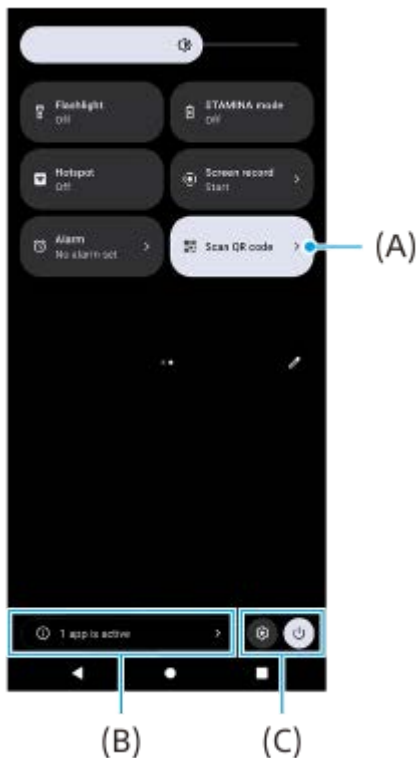 Flashlight
Off
STAMINA mode
Off
Hotspot
Off
Screen record
Start
Alarm
No alarm set
Scan QR code
(A)
1 app is active
(B)
(C)